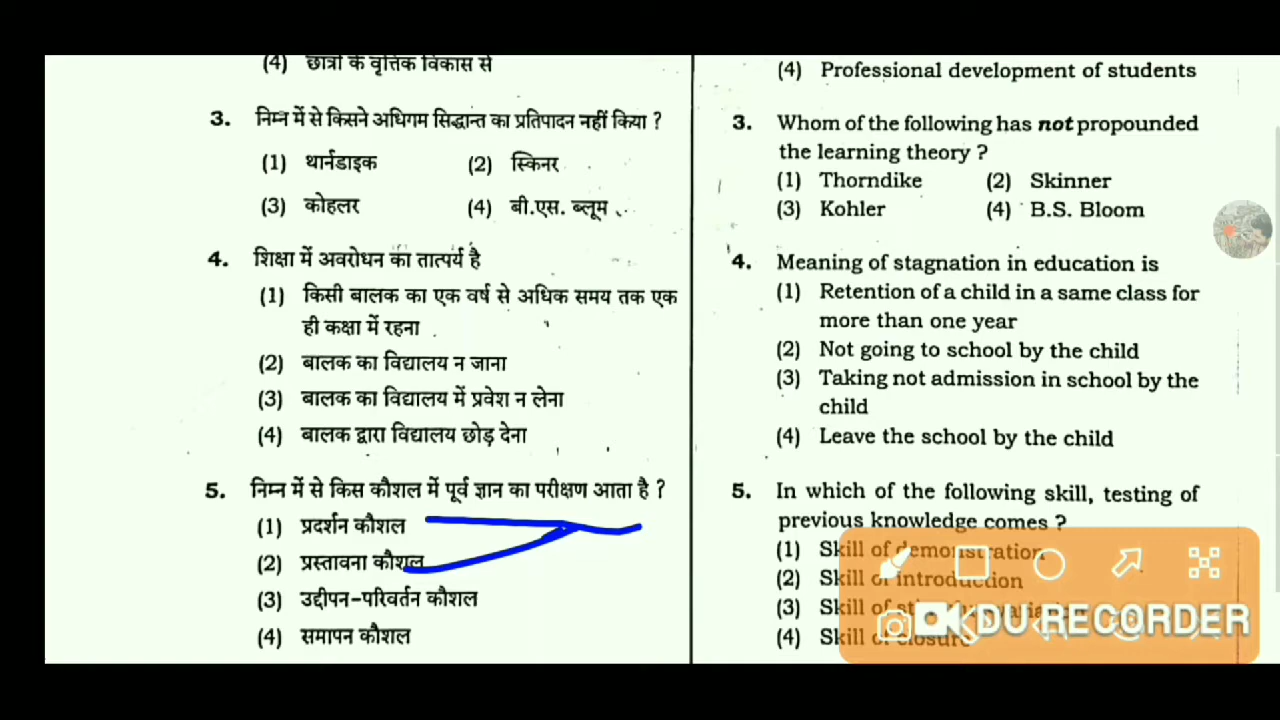 (4) छात्रों के वृत्तिक विकास से
3. निम्न में से किसने अधिगम सिद्धान्त का प्रतिपादन नहीं किया ?
(1) थार्नडाइक (2) स्किनर
(3) कोहलर (4) बी.एस. ब्लूम
4. शिक्षा में अवरोधन का तात्पर्य है
(1) किसी बालक का एक वर्ष से अधिक समय तक एक
ही कक्षा में रहना
(2) बालक का विद्यालय न जाना
(3) बालक का विद्यालय में प्रवेश न लेना
(4) बालक द्वारा विद्यालय छोड़ देना
5. निम्न में से किस कौशल में पूर्व ज्ञान का परीक्षण आता है ?
(1) प्रदर्शन कौशल
(2) प्रस्तावना कौशल
(3) उद्दीपन-परिवर्तन कौशल
(4) समापन कौशल
(4) Professional development of students
3. Whom of the following has not propounded
the learning theory ?
(1) Thorndike (2) Skinner
(3) Kohler (4) B.S. Bloom
4. Meaning of stagnation in education is
(1) Retention of a child in a same class for
more than one year
(2) Not going to school by the child
(3) Taking not admission in school by the
child
(4) Leave the school by the child
5. In which of the following skill, testing of
previous knowledge comes ?
(1) Skill of demonstration
(2) Skill of introduction
(3) Skill of
(4) Skill of closure
DU RECORDER